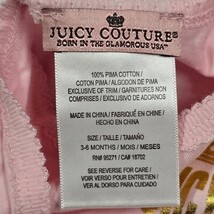 JUICY COUTURE®
BORN IN THE GLAMOROUS USA™
100% PIMA COTTON
COTON / ALGODON DE PIMA
EXCLUSIVE OF TRIM / GARNITURES NON
COMPRISES / EXCLUSIVO DE ADORNOS
MADE IN CHINA / FABRIQUÉ EN CHINE /
HECHO EN CHINA
SIZE / TAILLE / TAMAÑO
3-6 MONTHS / MOIS / MESES
RN# 95271 / CA# 18702
SEE REVERSE FOR CARE /
VOIR VERSO POUR ENTRETIEN /
VER AL DORSO PARA CUIDADO